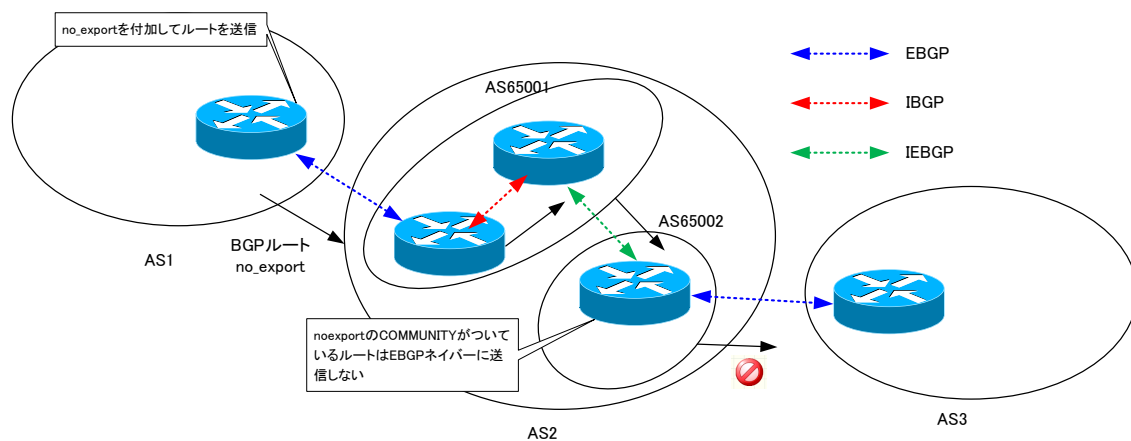 no_exportを付加してルートを送信
EBGP
IBGP
IEBGP
AS65001
AS65002
BGPルート
no_export
AS1
noexportのCOMMUNITYがついて
いるルートはEBGPネイバーに送
信しない
AS2
AS3